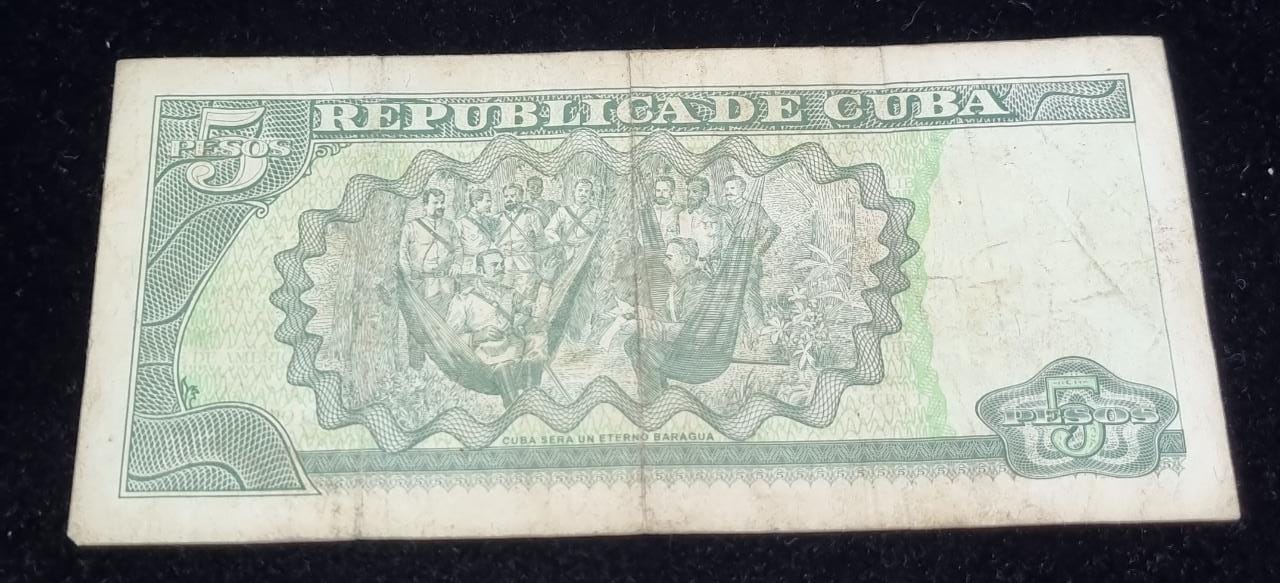 5 PESOS
REPUBLICA DE CUBA
CUBA SERA UN ETERNO BARAGUA
5 PESOS